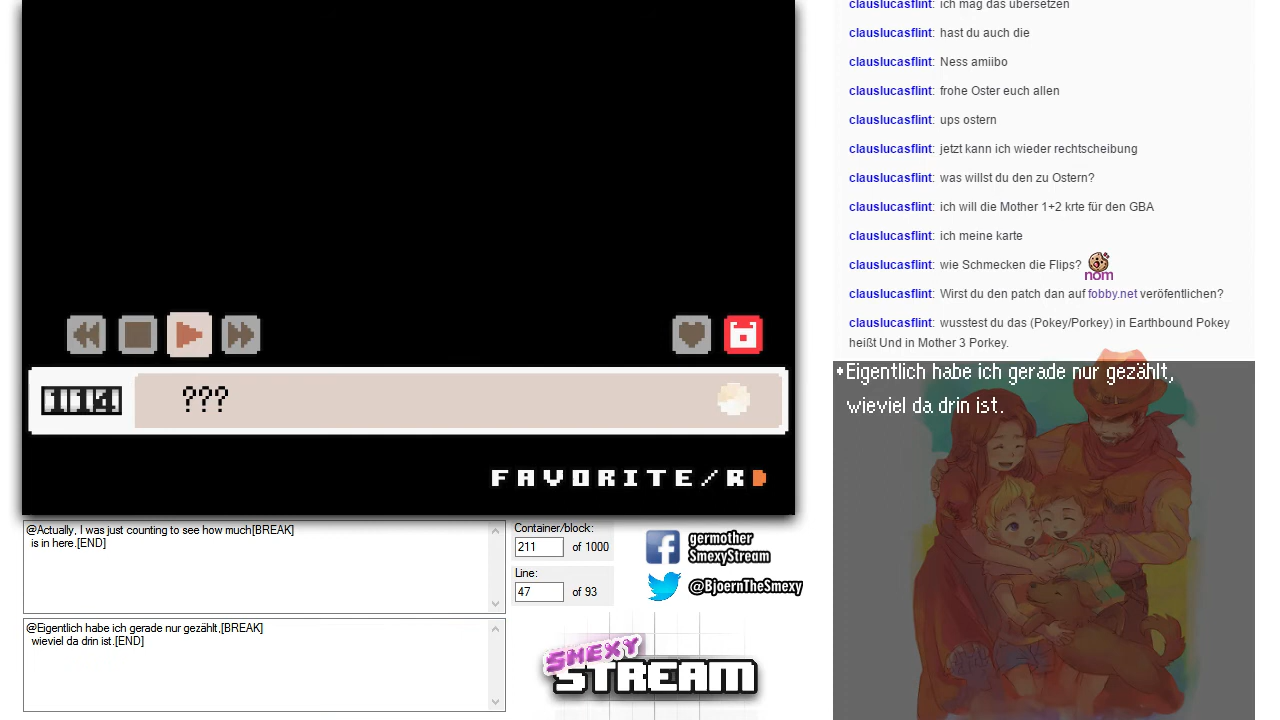 clauslucasflint: ich mag das übersetzen
clauslucasflint: hast du auch die
clauslucasflint: Ness amiibo
clauslucasflint: frohe Oster euch allen
clauslucasflint: ups ostern
clauslucasflint: jetzt kann ich wieder rechtscheibung
clauslucasflint: was willst du den zu Ostern?
clauslucasflint: ich will die Mother 1+2 krte für den GBA
clauslucasflint: ich meine karte
clauslucasflint: wie Schmecken die Flips?
nom
clauslucasflint: Wirst du den patch dan auf fobby.net veröfentlichen?
clauslucasflint: wusstest du das (Pokey/Porkey) in Earthbound Pokey
heißt Und in Mother 3 Porkey.
*Eigentlich habe ich gerade nur gezählt,
wieviel da drin ist.
???
FAVORITE/R
@Actually, I was just counting to see how much[BREAK]
is in here.[END]
Container/block:
211 of 1000
Line:
47 of 93
@Eigentlich habe ich gerade nur gezählt,[BREAK]
wieviel da drin ist.[END]
germother
SmexyStream
@BjoernTheSmexy
SMEXY
STREAM